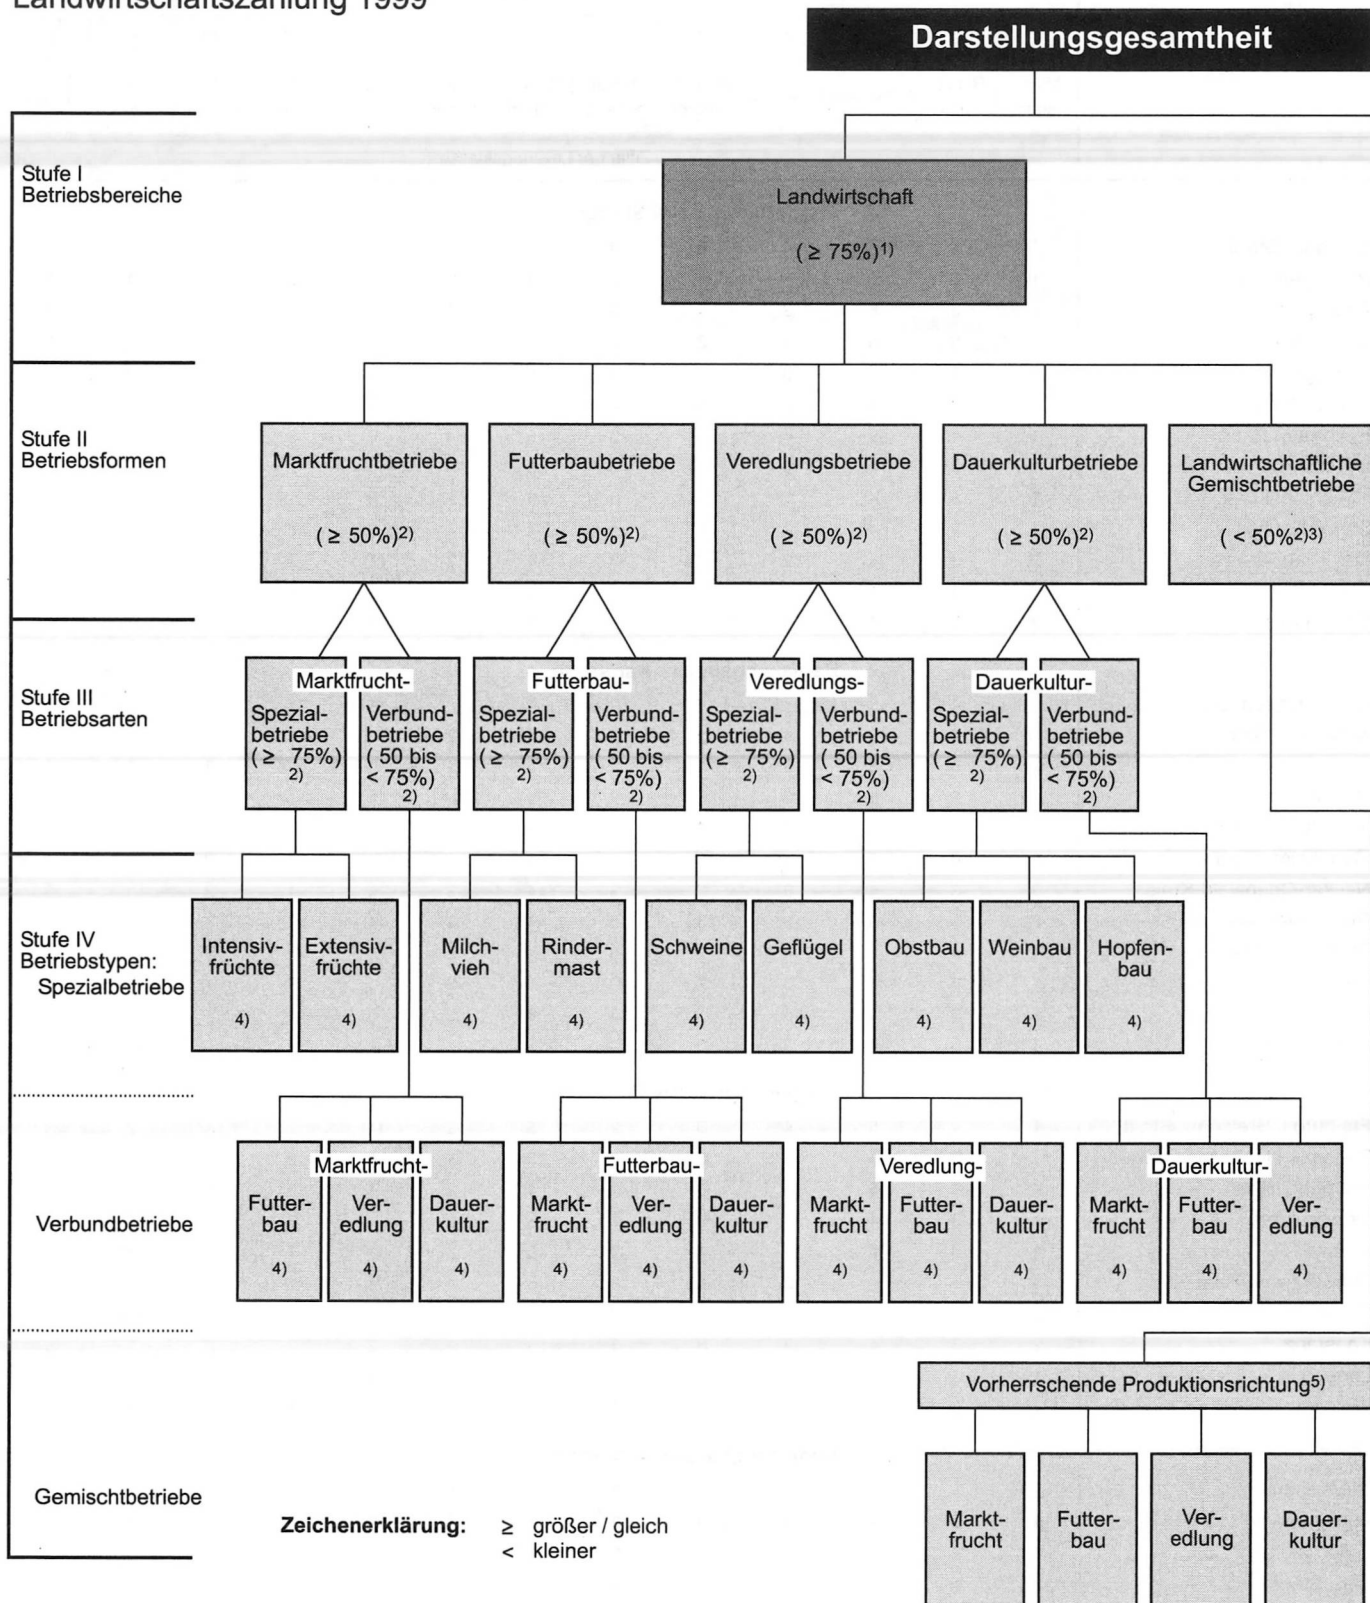 Landwirtschaftszählung 1999
Darstellungsgesamtheit
Stufe I
Betriebsbereiche
Landwirtschaft
( ≥ 75%)1)
Stufe II
Betriebsformen
Marktfruchtbetriebe
( ≥ 50%)2)
Futterbaubetriebe
( ≥ 50%)2)
Veredlungsbetriebe
( ≥ 50%)2)
Dauerkulturbetriebe
( ≥ 50%)2)
Landwirtschaftliche
Gemischtbetriebe
( < 50%2)3)
Stufe III
Betriebsarten
Marktfrucht-
Spezial-
betriebe
( ≥ 75%)
2)
Verbund-
betriebe
( 50 bis
< 75%)
2)
Futterbau-
Spezial-
betriebe
( ≥ 75%)
2)
Verbund-
betriebe
( 50 bis
< 75%)
2)
Veredlungs-
Spezial-
betriebe
( ≥ 75%)
2)
Verbund-
betriebe
( 50 bis
< 75%)
2)
Dauerkultur-
Spezial-
betriebe
( ≥ 75%)
2)
Verbund-
betriebe
( 50 bis
< 75%)
2)
Stufe IV
Betriebstypen:
Spezialbetriebe
Intensiv-
früchte
4)
Extensiv-
früchte
4)
Milch-
vieh
4)
Rinder-
mast
4)
Schweine
4)
Geflügel
4)
Obstbau
4)
Weinbau
4)
Hopfen-
bau
4)
Verbundbetriebe
Marktfrucht-
Futter-
bau
4)
Ver-
edlung
4)
Dauer-
kultur
4)
Futterbau-
Markt-
frucht
4)
Ver-
edlung
4)
Dauer-
kultur
4)
Veredlung-
Markt-
frucht
4)
Futter-
bau
4)
Dauer-
kultur
4)
Dauerkultur-
Markt-
frucht
4)
Futter-
bau
4)
Ver-
edlung
4)
Vorherrschende Produktionsrichtung5)
Gemischtbetriebe
Markt-
frucht
Futter-
bau
Ver-
edlung
Dauer-
kultur
Zeichenerklärung: ≥ größer / gleich
< kleiner